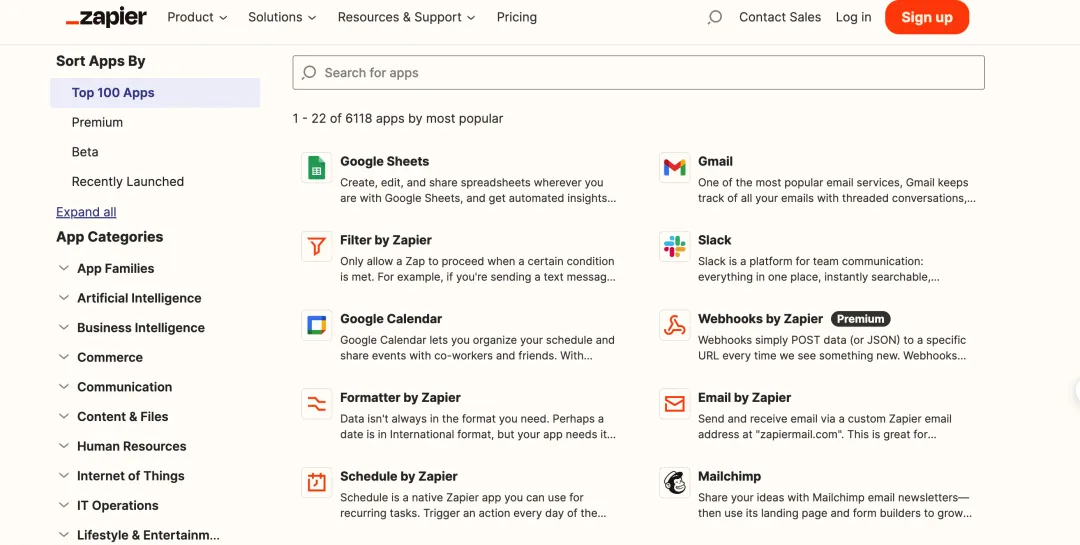 zapier Product Solutions Resources & Support Pricing Contact Sales Log in Sign up
Sort Apps By
Top 100 Apps
Premium
Beta
Recently Launched
Expand all
App Categories
App Families
Artificial Intelligence
Business Intelligence
Commerce
Communication
Content & Files
Human Resources
Internet of Things
IT Operations
Lifestyle & Entertainm...
Search for apps
1 - 22 of 6118 apps by most popular
Google Sheets
Create, edit, and share spreadsheets wherever you
are with Google Sheets, and get automated insights...
Gmail
One of the most popular email services, Gmail keeps
track of all your emails with threaded conversations,...
Filter by Zapier
Only allow a Zap to proceed when a certain condition
is met. For example, if you're sending a text messag...
Slack
Slack is a platform for team communication:
everything in one place, instantly searchable,...
Google Calendar
Google Calendar lets you organize your schedule and
share events with co-workers and friends. With...
Webhooks by Zapier Premium
Webhooks simply POST data (or JSON) to a specific
URL every time we see something new. Webhooks...
Formatter by Zapier
Data isn't always in the format you need. Perhaps a
date is in International format, but your app needs it...
Email by Zapier
Send and receive email via a custom Zapier email
address at "zapiermail.com". This is great for...
Schedule by Zapier
Schedule is a native Zapier app you can use for
recurring tasks. Trigger an action every day of the...
Mailchimp
Share your ideas with Mailchimp email newsletters—
then use its landing page and form builders to grow...